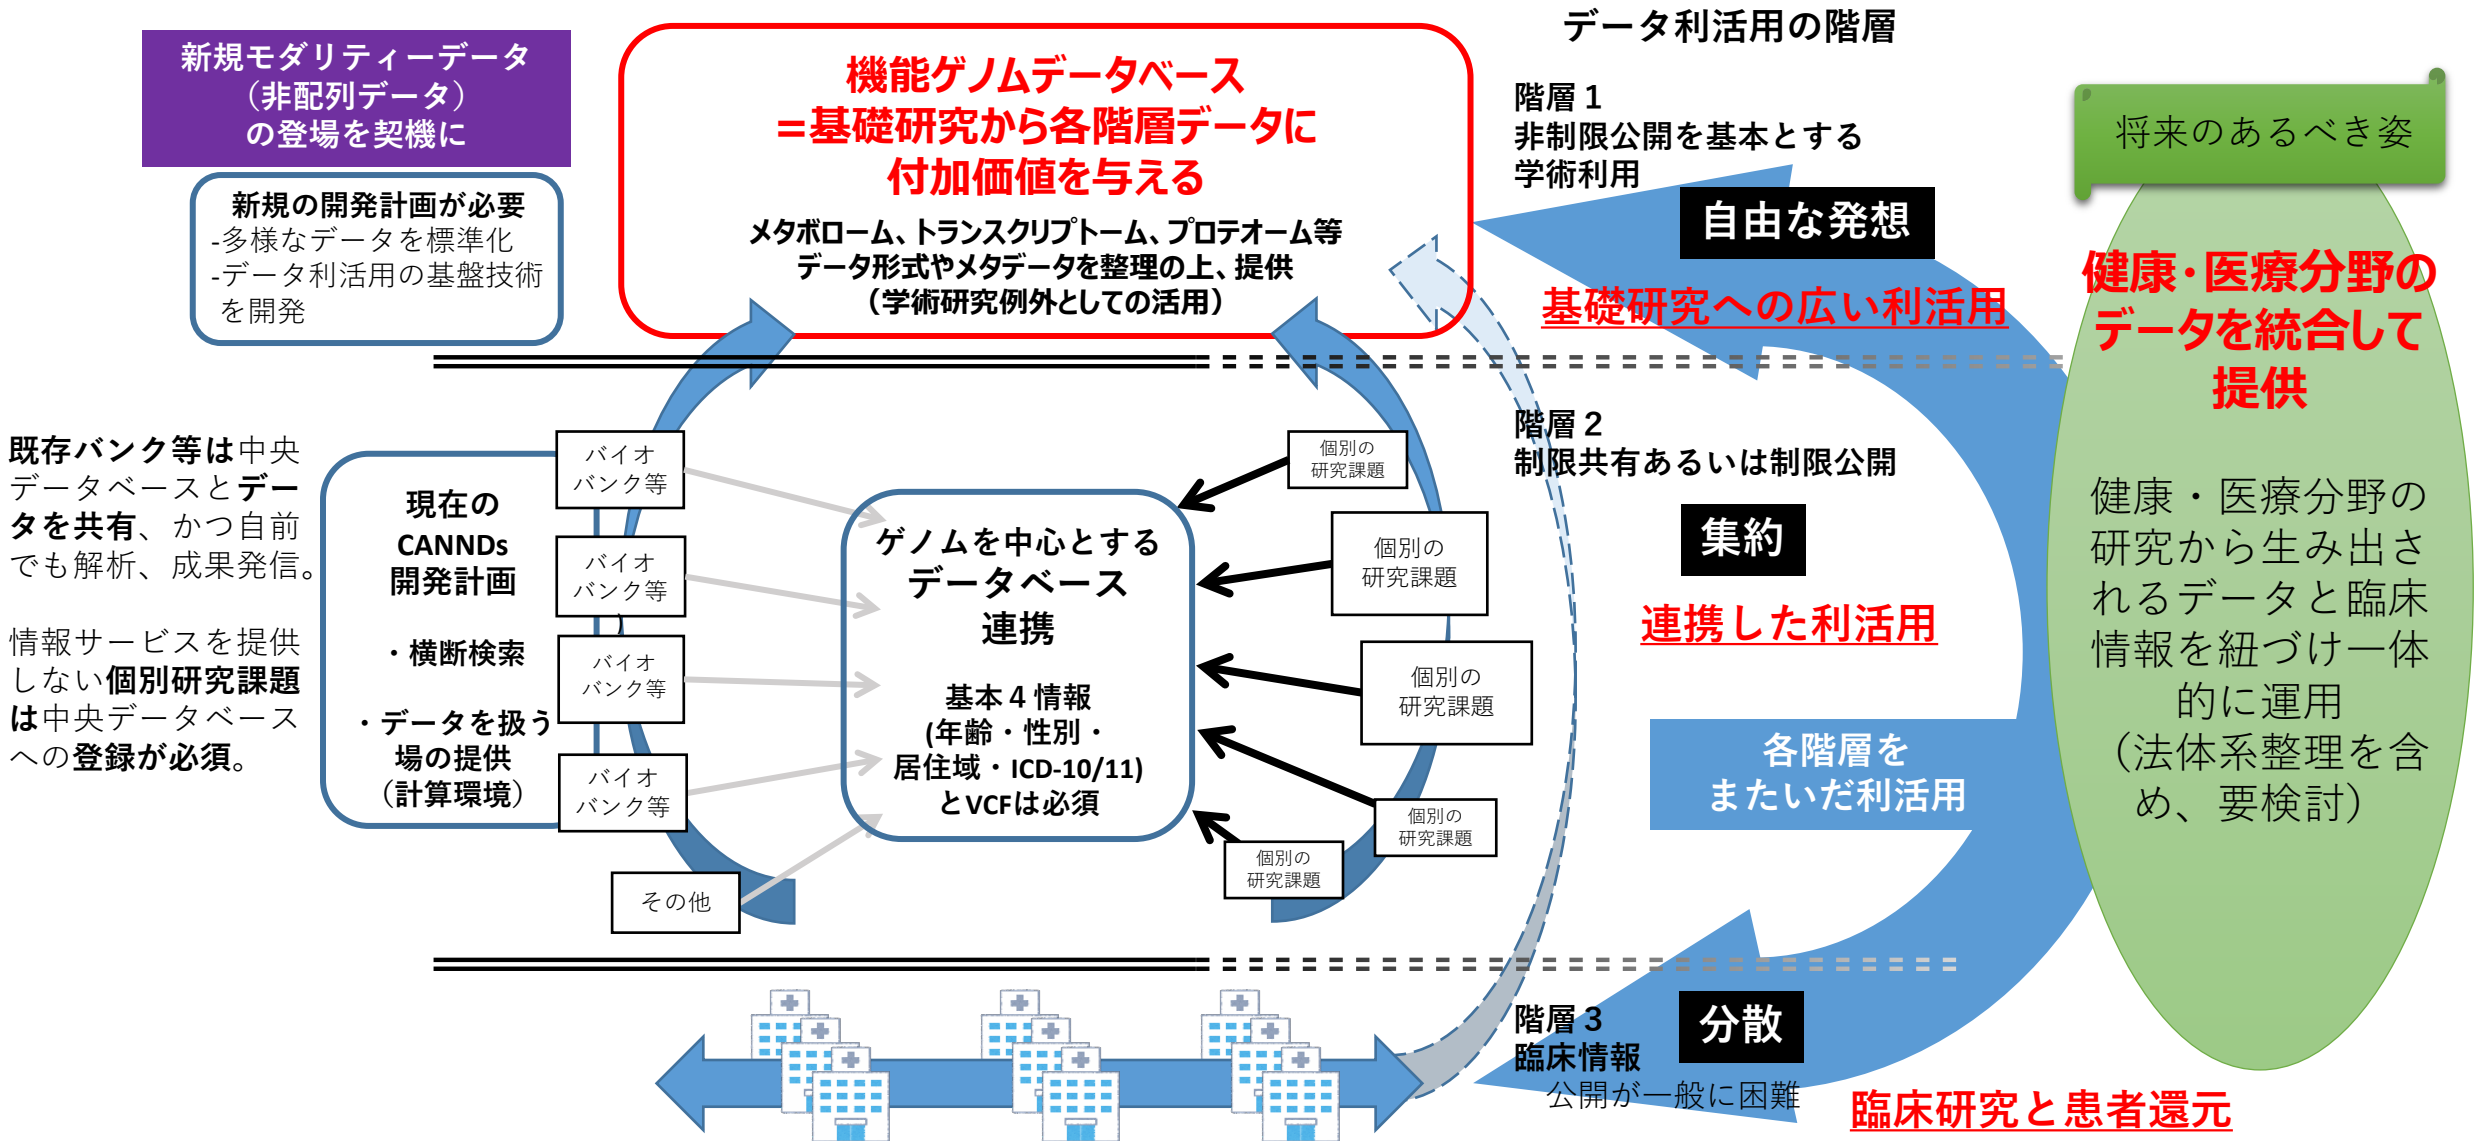 データ利活用の階層
新規モダリティーデータ
（非配列データ）
の登場を契機に
新規の開発計画が必要
-多様なデータを標準化
-データ利活用の基盤技術
を開発
機能ゲノムデータベース
=基礎研究から各階層データに
付加価値を与える
メタボローム、トランスクリプトーム、プロテオーム等
データ形式やメタデータを整理の上、提供
（学術研究例外としての活用）
階層１
非制限公開を基本とする
学術利用
自由な発想
基礎研究への広い利活用
将来のあるべき姿
健康・医療分野の
データを統合して
提供
健康・医療分野の
研究から生み出さ
れるデータと臨床
情報を紐づけ一体
的に運用
（法体系整理を含
め、要検討）
既存バンク等は中央
データベースとデー
タを共有、かつ自前
でも解析、成果発信。
情報サービスを提供
しない個別研究課題
は中央データベース
への登録が必須。
現在の
CANNDs
開発計画
・横断検索
・データを扱う
場の提供
（計算環境）
バイオ
バンク等
バイオ
バンク等
)
バイオ
バンク等
バイオ
バンク等
その他
ゲノムを中心とする
データベース
連携
基本４情報
(年齢・性別・
居住域・ICD-10/11)
とVCFは必須
個別の
研究課題
個別の
研究課題
個別の
研究課題
個別の
研究課題
個別の
研究課題
階層２
制限共有あるいは制限公開
集約
連携した利活用
各階層を
またいだ利活用
階層３
臨床情報
公開が一般に困難
分散
臨床研究と患者還元